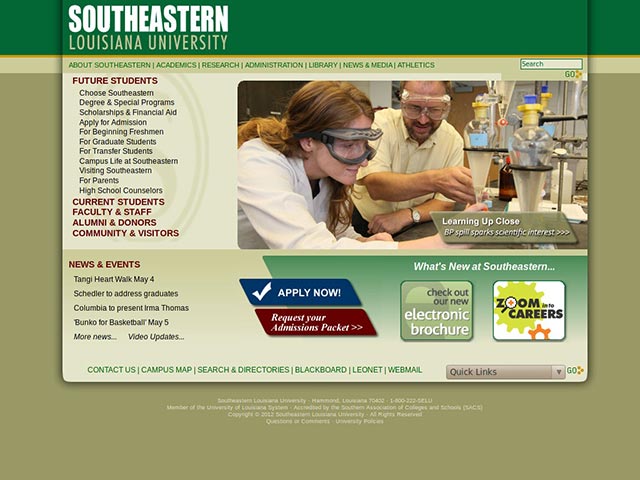 SOUTHEASTERN
LOUISIANA UNIVERSITY
ABOUT SOUTHEASTERN | ACADEMICS | RESEARCH | ADMINISTRATION | LIBRARY | NEWS & MEDIA | ATHLETICS
Search
GO
FUTURE STUDENTS
Choose Southeastern
Degree & Special Programs
Scholarships & Financial Aid
Apply for Admission
For Beginning Freshmen
For Graduate Students
For Transfer Students
Campus Life at Southeastern
Visiting Southeastern
For Parents
High School Counselors
CURRENT STUDENTS
FACULTY & STAFF
ALUMNI & DONORS
COMMUNITY & VISITORS
Learning Up Close
BP spill sparks scientific interest >>>
NEWS & EVENTS
Tangi Heart Walk May 4
Schedler to address graduates
Columbia to present Irma Thomas
'Bunko for Basketball' May 5
More news... Video Updates...
APPLY NOW!
Request your
Admissions Packet >>
What's New at Southeastern...
check out
our new
electronic
brochure
ZOOM into
CAREERS
CONTACT US | CAMPUS MAP | SEARCH & DIRECTORIES | BLACKBOARD | LEONET | WEBMAIL
Quick Links
GO
Southeastern Louisiana University - Hammond, Louisiana 70402 - 1-800-222-SELU
Member of the University of Louisiana System - Accredited by the Southern Association of Colleges and Schools (SACS)
Copyright © 2012 Southeastern Louisiana University - All Rights Reserved
Questions or Comments - University Policies